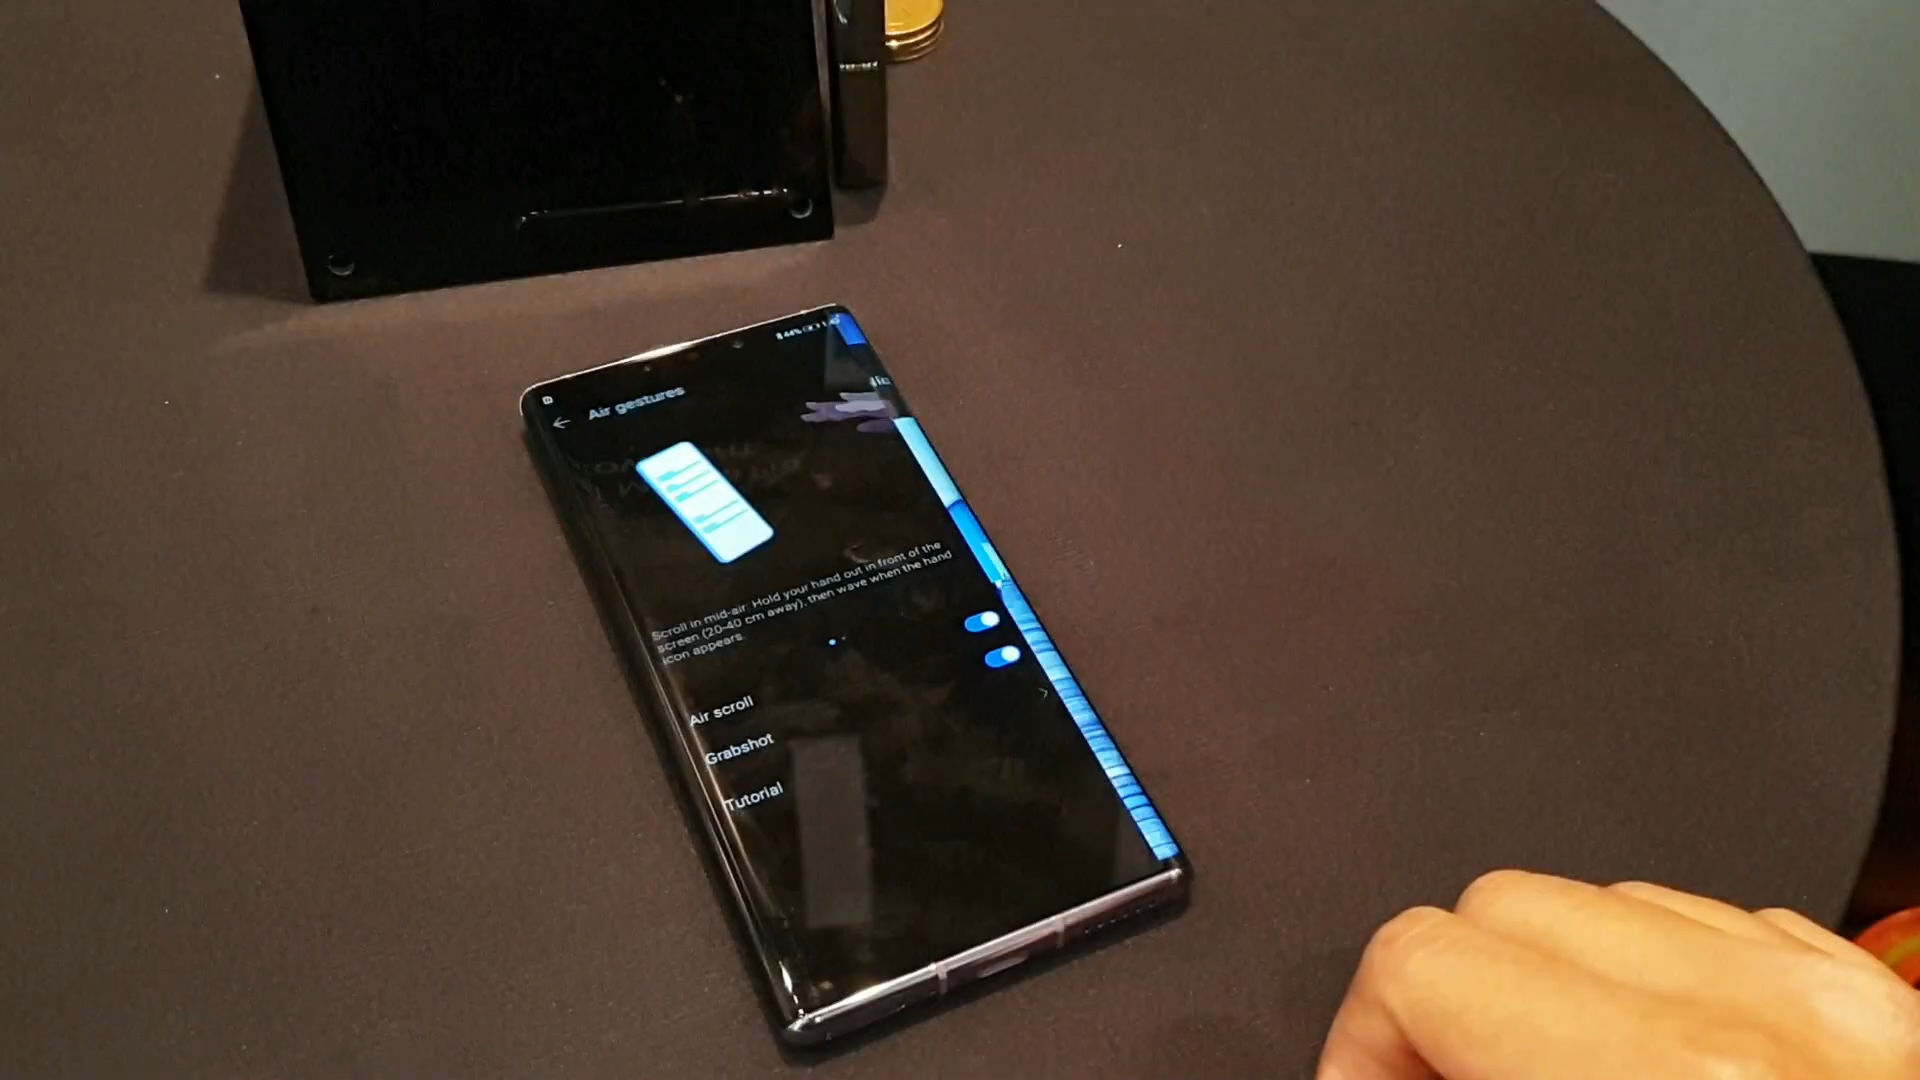 44%
Air gestures
Scroll in mid-air: Hold your hand out in front of the
screen (20-40 cm away), then wave when the hand
icon appears.
Air scroll
Grabshot
Tutorial